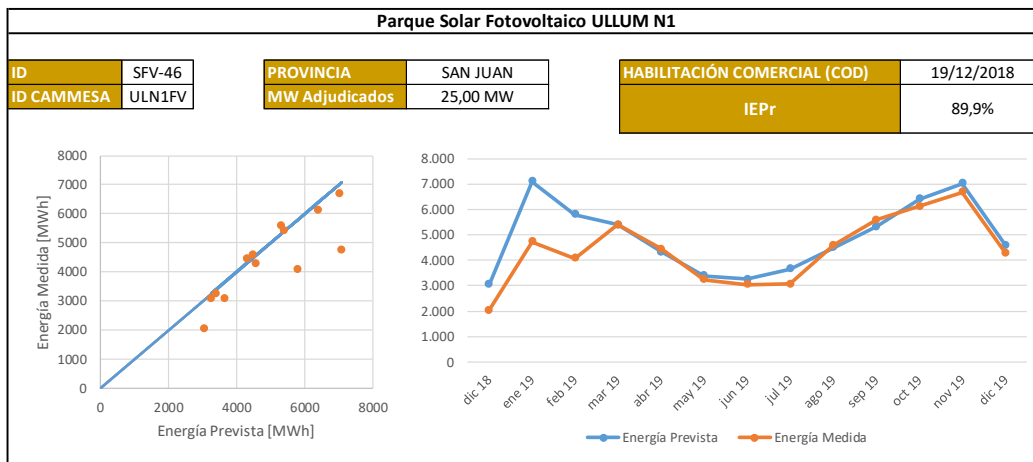 Parque Solar Fotovoltaico ULLUM N1
ID SFV-46 PROVINCIA SAN JUAN HABILITACIÓN COMERCIAL (COD) 19/12/2018
ID CAMMESA ULN1FV MW Adjudicados 25,00 MW IEPr 89,9%
Energía Medida [MWh]
8000
7000
6000
5000
4000
3000
2000
1000
0
0 2000 4000 6000 8000
Energía Prevista [MWh]
8.000
7.000
6.000
5.000
4.000
3.000
2.000
1.000
0
dic 18 ene 19 feb 19 mar 19 abr 19 may 19 jun 19 jul 19 ago 19 sep 19 oct 19 nov 19 dic 19
Energía Prevista Energía Medida